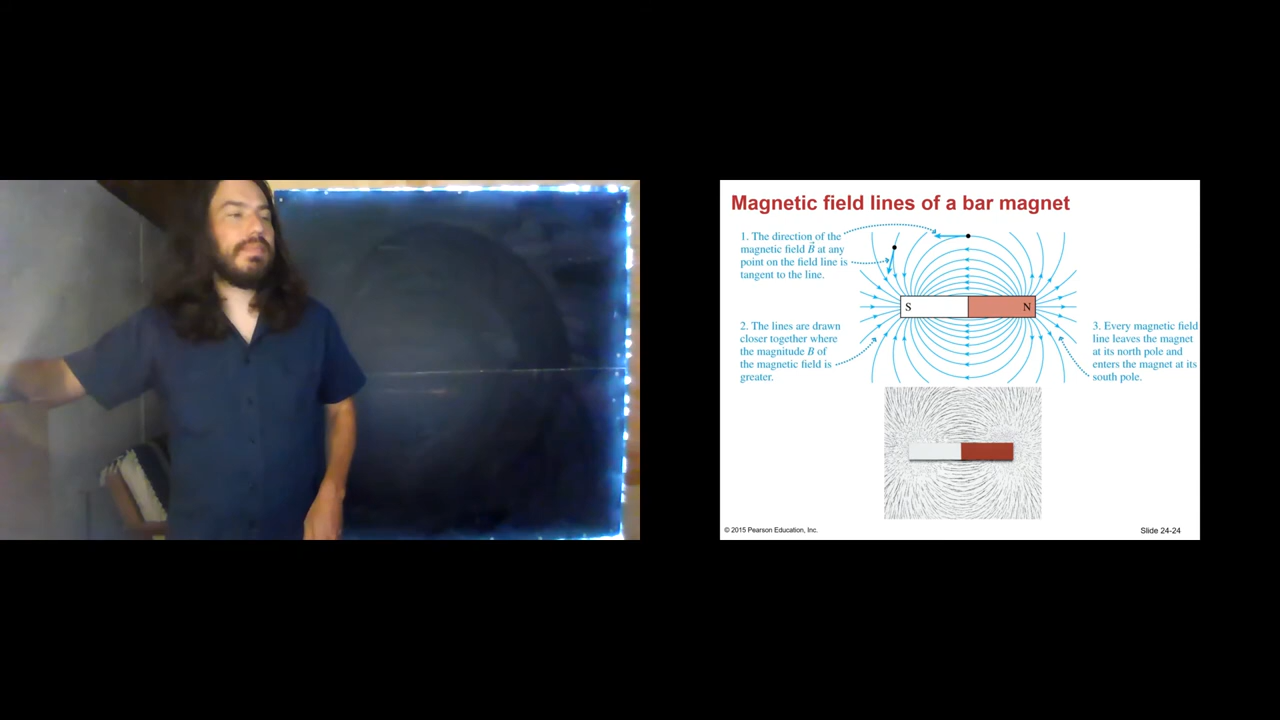 Magnetic field lines of a bar magnet
1. The direction of the
magnetic field B⃗ at any
point on the field line is
tangent to the line.
S
N
2. The lines are drawn
closer together where
the magnitude B of
the magnetic field is
greater.
3. Every magnetic field
line leaves the magnet
at its north pole and
enters the magnet at its
south pole.
© 2015 Pearson Education, Inc.
Slide 24-24